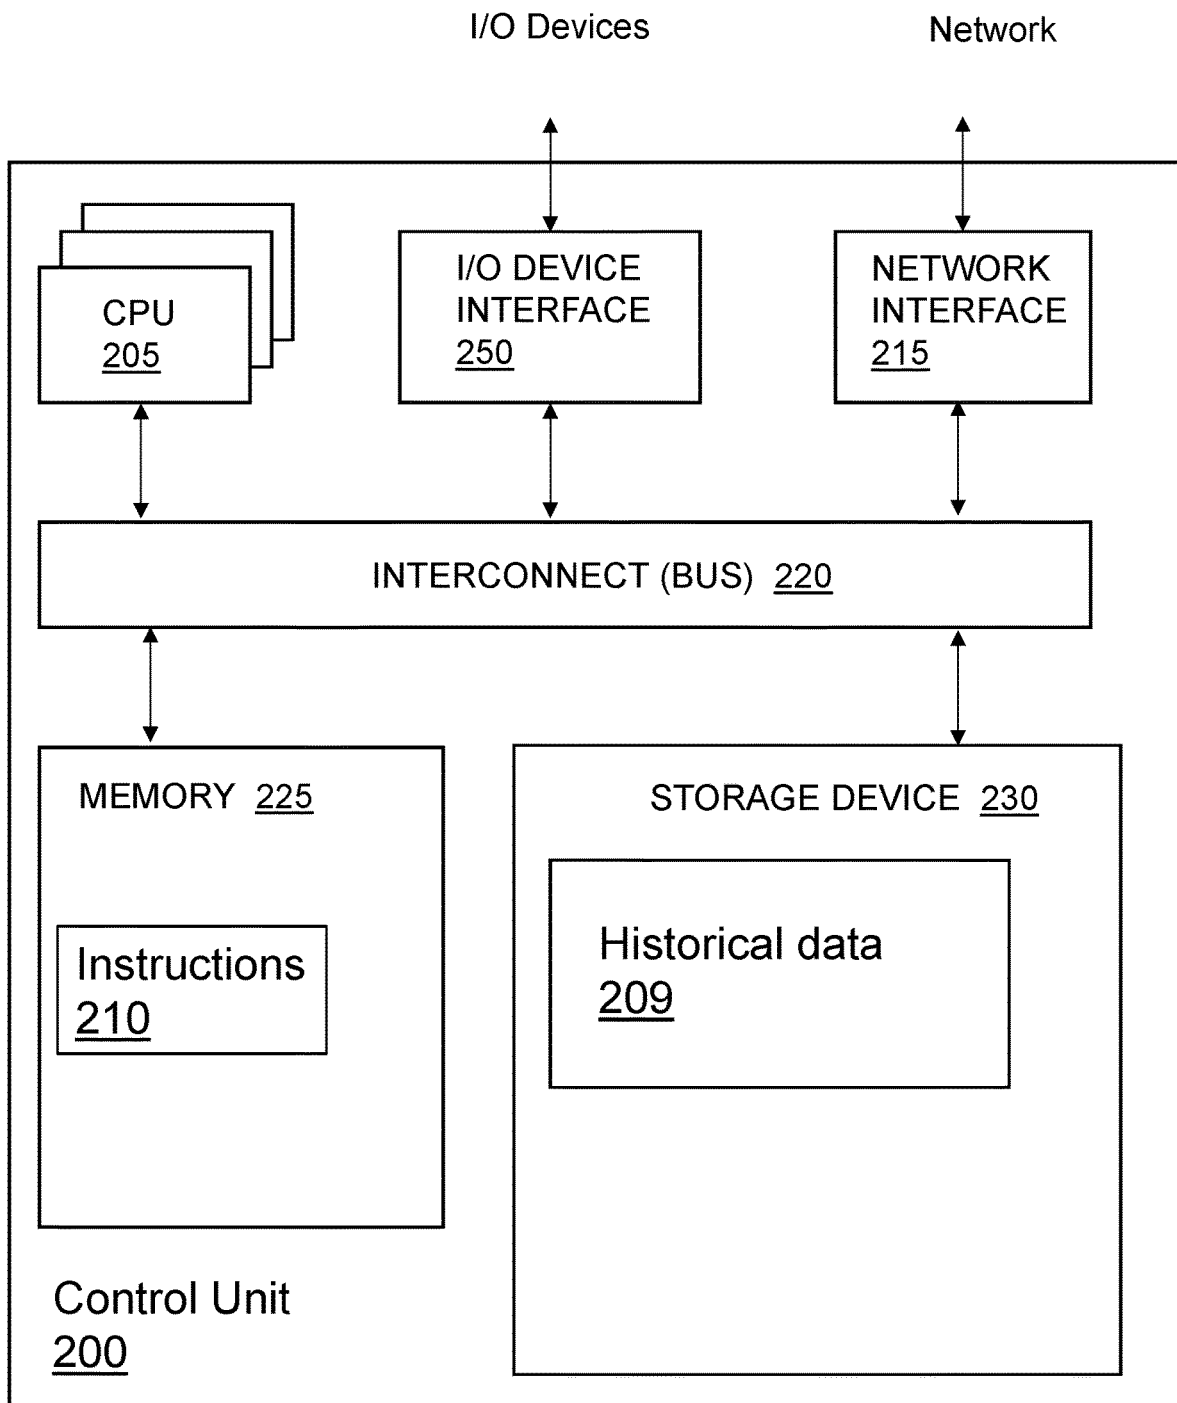 I/O Devices
Network
CPU
205
I/O DEVICE
INTERFACE
250
NETWORK
INTERFACE
215
INTERCONNECT (BUS) 220
MEMORY 225
STORAGE DEVICE 230
Instructions
210
Historical data
209
Control Unit
200